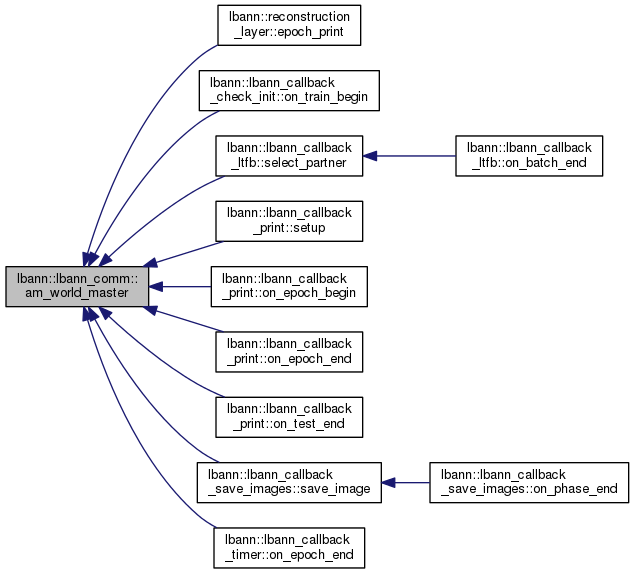 lbann::reconstruction
_layer::epoch_print
lbann::lbann_callback
_check_init::on_train_begin
lbann::lbann_callback
_ltfb::select_partner
lbann::lbann_callback
_ltfb::on_batch_end
lbann::lbann_callback
_print::setup
lbann::lbann_comm::
am_world_master
lbann::lbann_callback
_print::on_epoch_begin
lbann::lbann_callback
_print::on_epoch_end
lbann::lbann_callback
_print::on_test_end
lbann::lbann_callback
_save_images::save_image
lbann::lbann_callback
_save_images::on_phase_end
lbann::lbann_callback
_timer::on_epoch_end